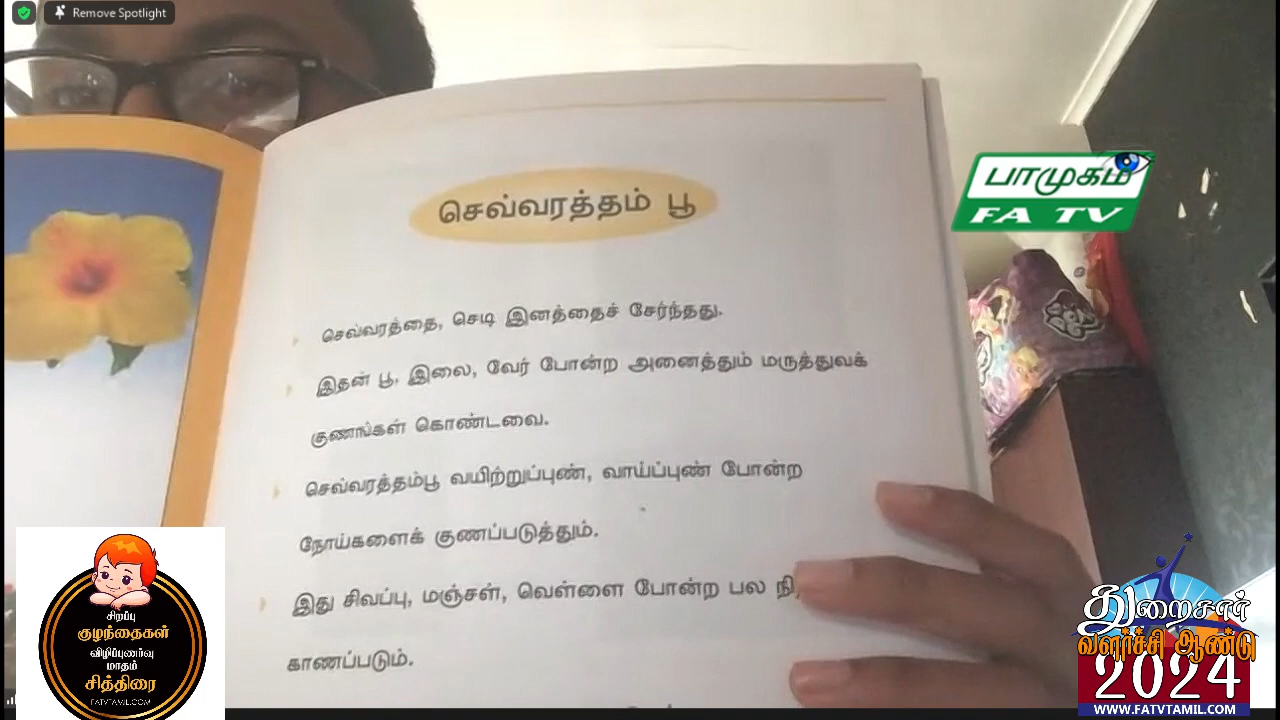 Remove Spotlight
செவ்வரத்தம் பூ
செவ்வரத்தை, செடி இனத்தைச் சேர்ந்தது.
இதன் பூ, இலை, வேர் போன்ற அனைத்தும் மருத்துவக்
குணங்கள் கொண்டவை.
செவ்வரத்தம்பூ வயிற்றுப்புண், வாய்ப்புண் போன்ற
நோய்களைக் குணப்படுத்தும்.
இது சிவப்பு, மஞ்சள், வெள்ளை போன்ற பல
காணப்படும்.
பாமுகம்
FA TV
சிறப்பு
குழந்தைகள்
விழிப்புணர்வு
மாதம்
சித்திரை
FATVTAMIL.COM
துறைசார்
வளர்ச்சி ஆண்டு
2024
WWW.FATVTAMIL.COM